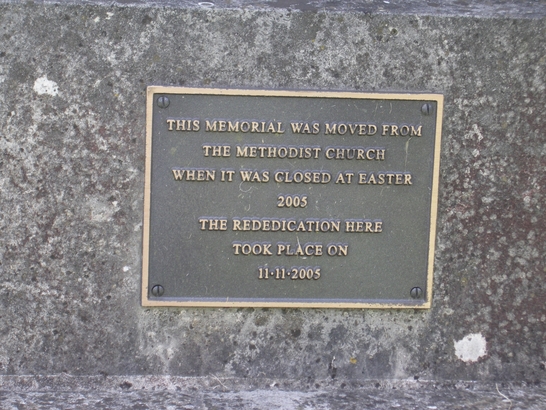 THIS MEMORIAL WAS MOVED FROM
THE METHODIST CHURCH
WHEN IT WAS CLOSED AT EASTER
2005
THE REDEDICATION HERE
TOOK PLACE ON
11·11·2005